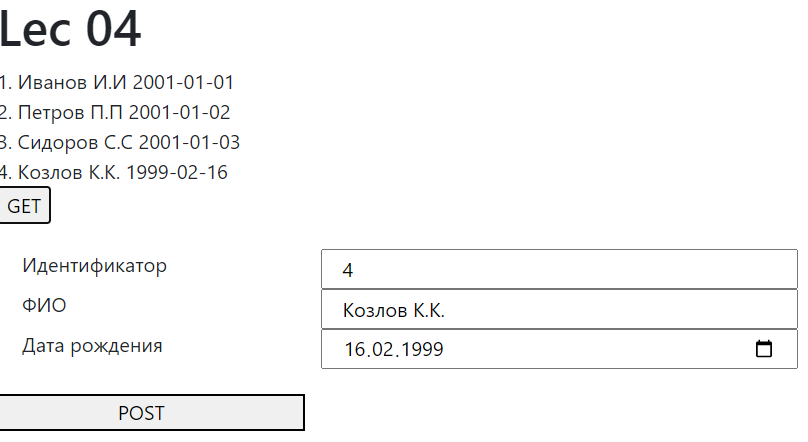 Lec 04
1. Иванов И.И 2001-01-01
2. Петров П.П 2001-01-02
3. Сидоров С.С 2001-01-03
4. Козлов К.К. 1999-02-16
GET
Идентификатор 4
ФИО Козлов К.К.
Дата рождения 16.02.1999
POST